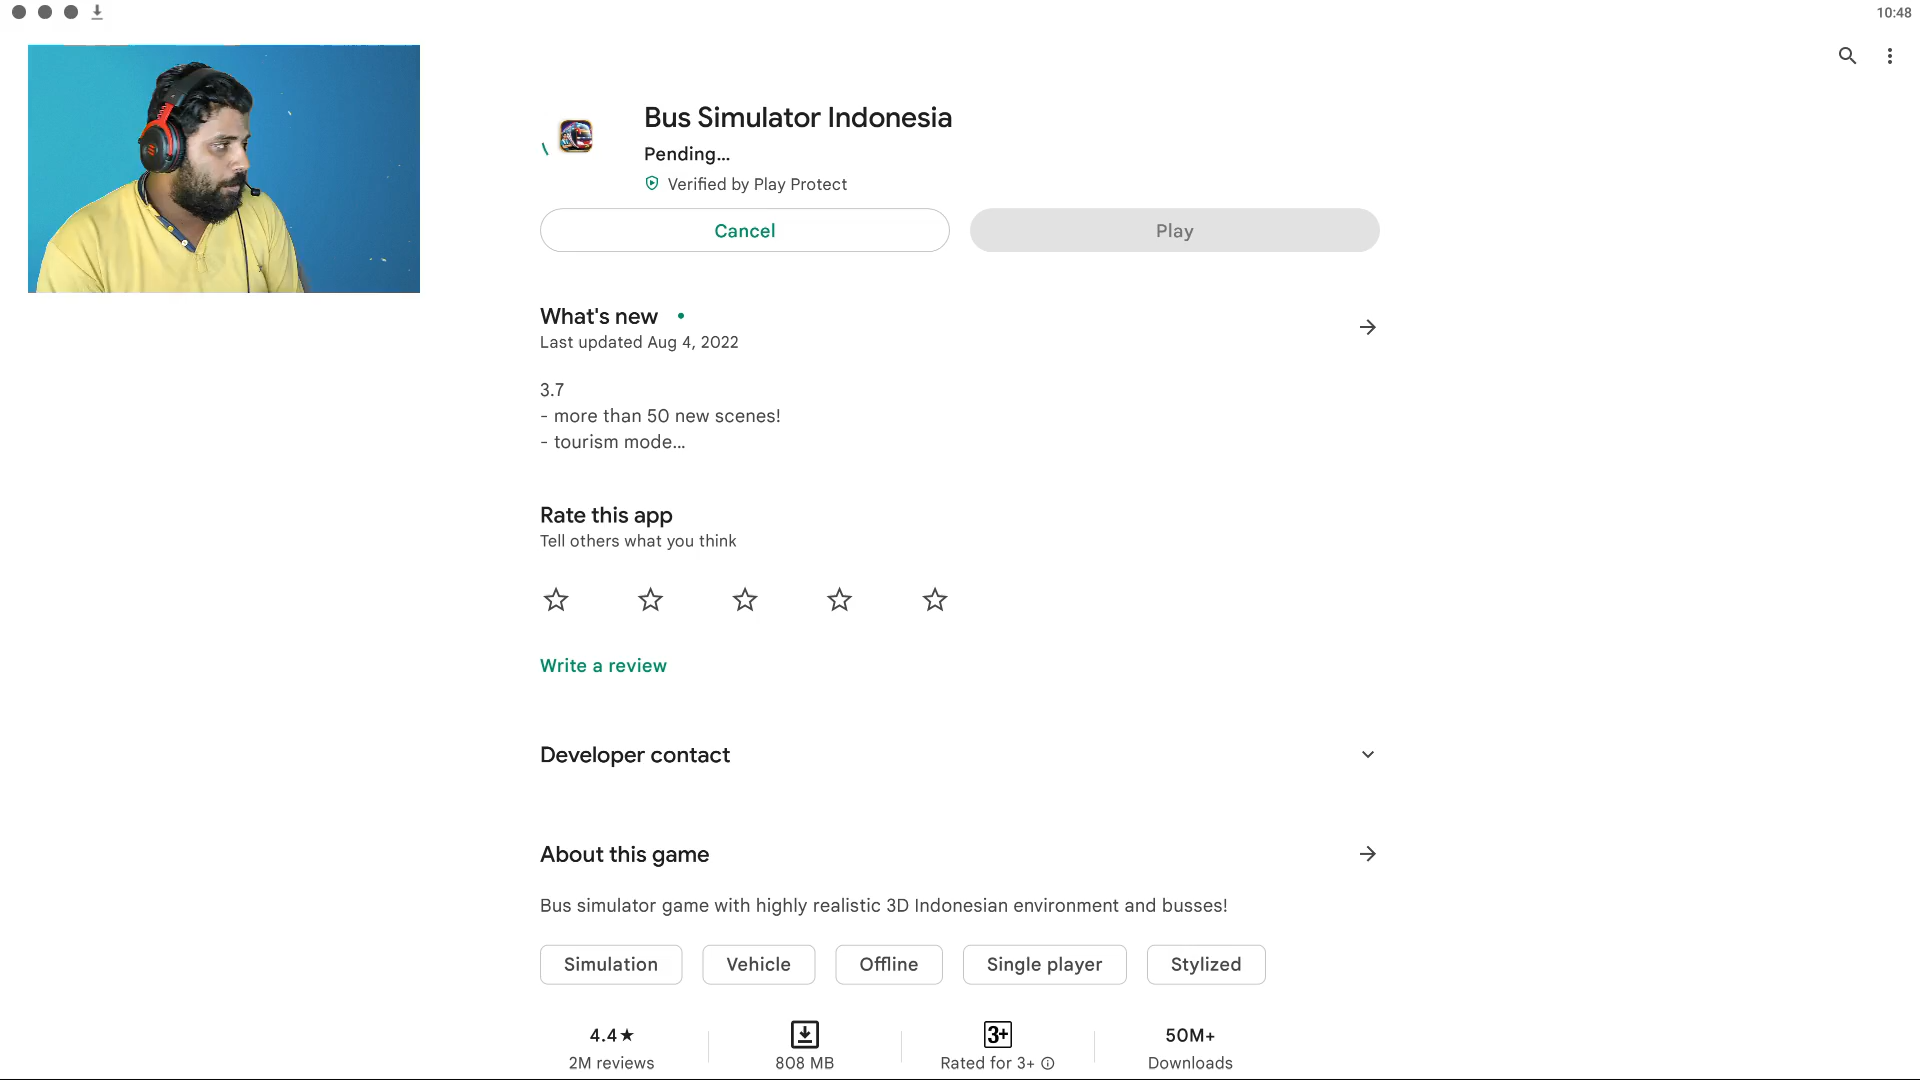 10:48
Bus Simulator Indonesia
Pending...
Verified by Play Protect
Cancel
Play
What's new •
Last updated Aug 4, 2022
3.7
- more than 50 new scenes!
- tourism mode...
Rate this app
Tell others what you think
Write a review
Developer contact
About this game
Bus simulator game with highly realistic 3D Indonesian environment and busses!
Simulation
Vehicle
Offline
Single player
Stylized
4.4★
2M reviews
808 MB
3+
Rated for 3+
50M+
Downloads